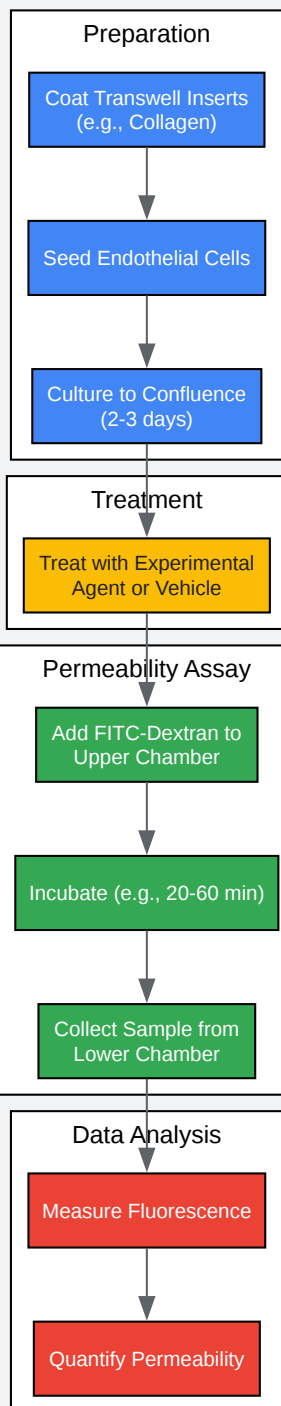 Preparation
Coat Transwell Inserts
(e.g., Collagen)
Seed Endothelial Cells
Culture to Confluence
(2-3 days)
Treatment
Treat with Experimental
Agent or Vehicle
Permeability Assay
Add FITC-Dextran to
Upper Chamber
Incubate (e.g., 20-60 min)
Collect Sample from
Lower Chamber
Data Analysis
Measure Fluorescence
Quantify Permeability